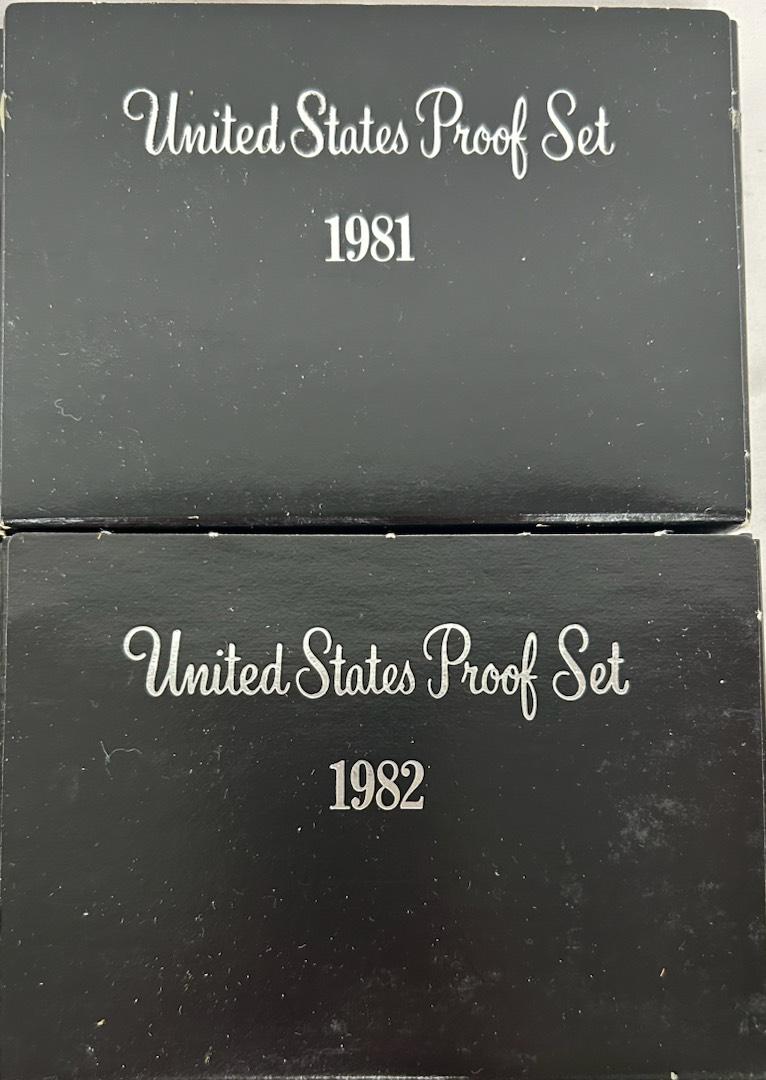 United States Proof Set
1981
United States Proof Set
1982